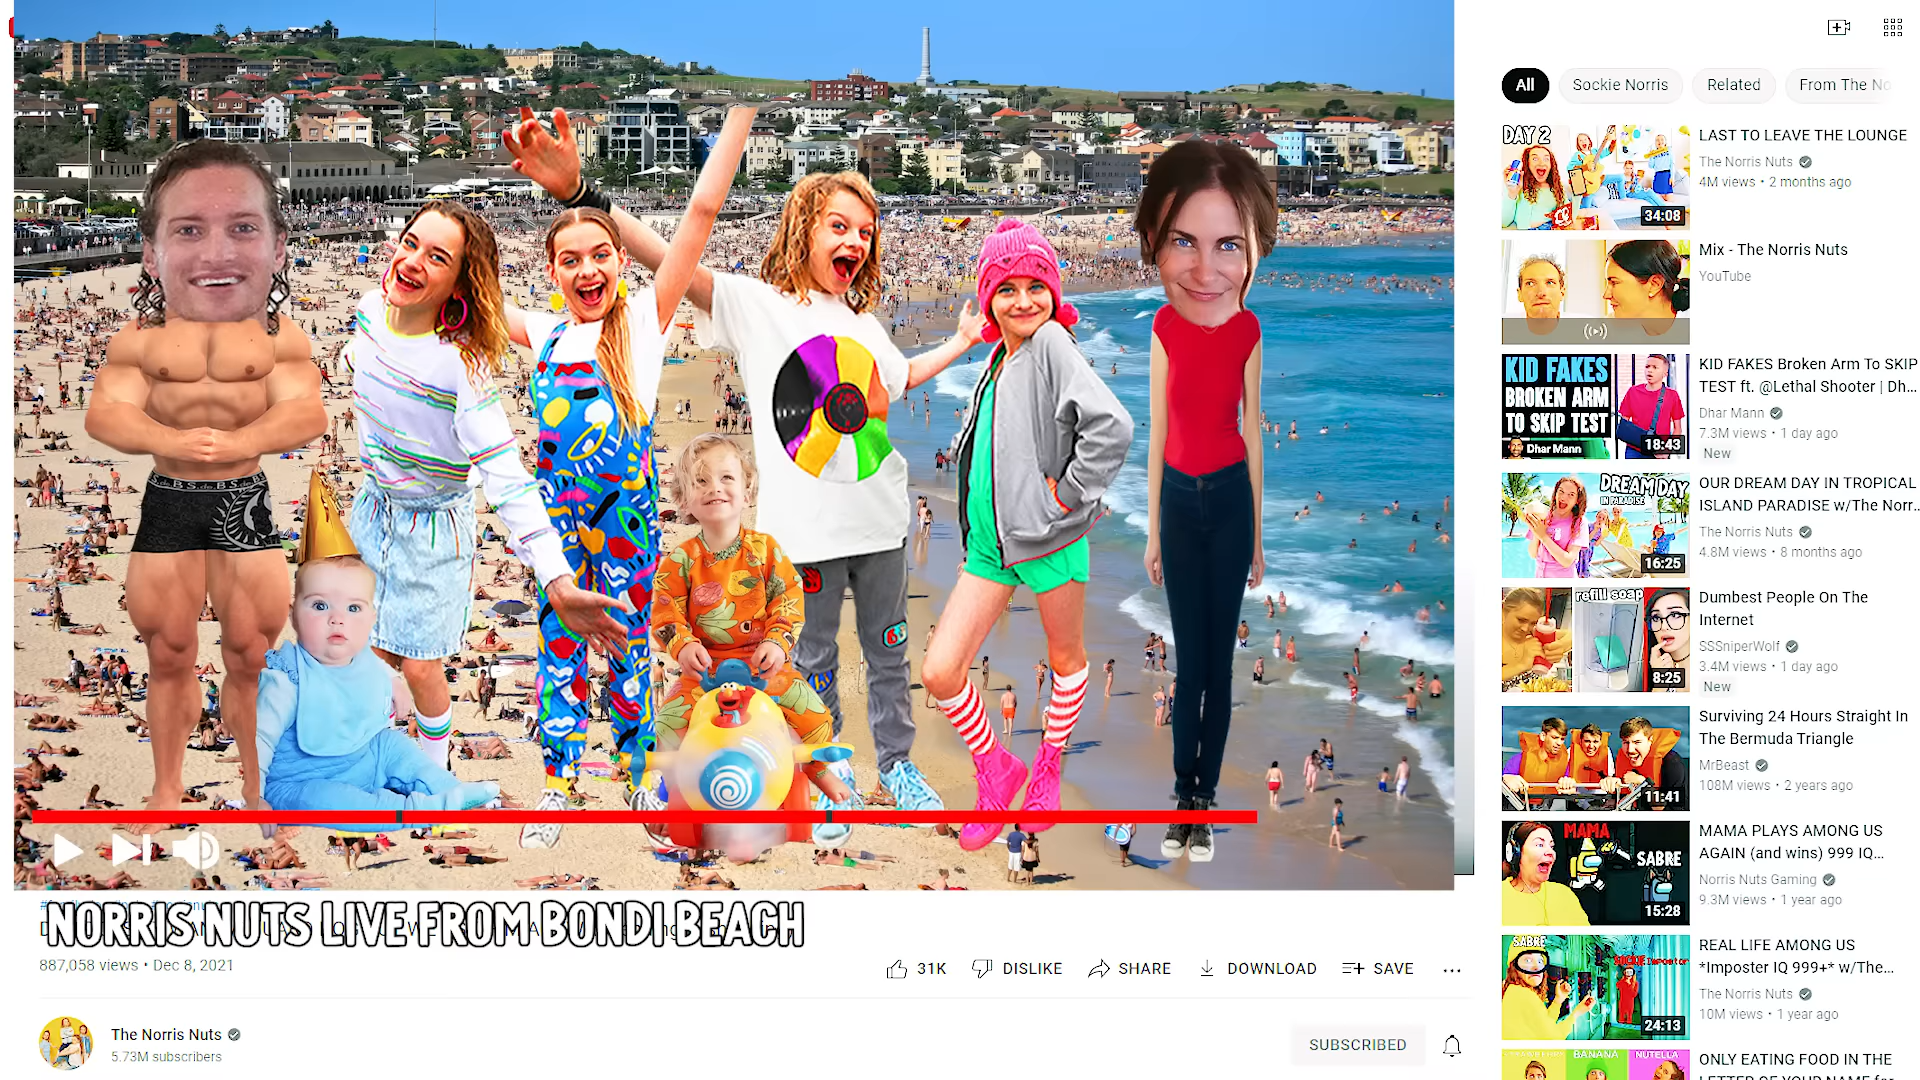 NORRIS NUTS LIVE FROM BONDI BEACH
887,058 views • Dec 8, 2021
31K
DISLIKE
SHARE
DOWNLOAD
SAVE
The Norris Nuts
5.73M subscribers
SUBSCRIBED
All
Sockie Norris
Related
From The No
DAY 2
34:08
LAST TO LEAVE THE LOUNGE
The Norris Nuts
4M views • 2 months ago
Mix - The Norris Nuts
YouTube
KID FAKES
BROKEN ARM
TO SKIP TEST
Dhar Mann
18:43
KID FAKES Broken Arm To SKIP
TEST ft. @Lethal Shooter | Dh...
Dhar Mann
7.3M views • 1 day ago
New
DREAM DAY
IN PARADISE
16:25
OUR DREAM DAY IN TROPICAL
ISLAND PARADISE w/The Norr...
The Norris Nuts
4.8M views • 8 months ago
refill soap
8:25
Dumbest People On The
Internet
SSSniperWolf
3.4M views • 1 day ago
New
11:41
Surviving 24 Hours Straight In
The Bermuda Triangle
MrBeast
108M views • 2 years ago
MAMA
SABRE
15:28
MAMA PLAYS AMONG US
AGAIN (and wins) 999 IQ...
Norris Nuts Gaming
9.3M views • 1 year ago
SABRE
SOCKIE Imposter
24:13
REAL LIFE AMONG US
*Imposter IQ 999+* w/The...
The Norris Nuts
10M views • 1 year ago
BANANA
NUTELLA
ONLY EATING FOOD IN THE
LETTER OF YOUR NAME for